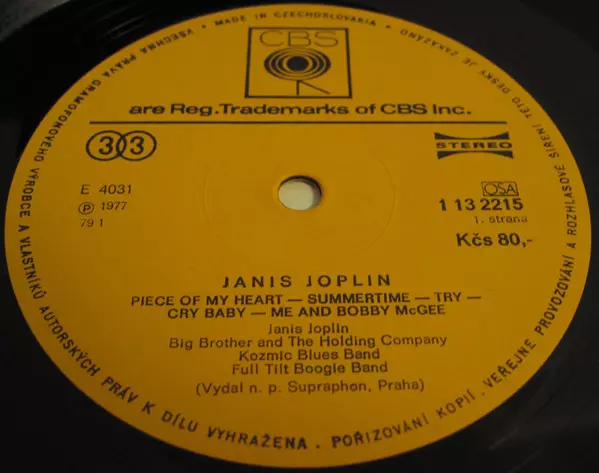 VŠECHNA PRÁVA GRAMOFONOVÉHO VÝROBCE A VLASTNÍKŮ AUTORSKÝCH PRÁV K DÍLU VYHRAŽENA . POŘIZOVÁNÍ KOPIÍ . VEŘEJNÉ PROVOZOVÁNÍ A ROZHLASOVÉ ŠÍŘENÍ TÉTO DESKY JE ZAKÁZÁNO
MADE IN CZECHOSLOVAKIA
CBS
are Reg.Trademarks of CBS Inc.
33
STEREO
E 4031
Ⓟ 1977
79 1
OSA
1 13 2215
1. strana
Kčs 80,-
JANIS JOPLIN
PIECE OF MY HEART — SUMMERTIME — TRY —
CRY BABY — ME AND BOBBY McGEE
Janis Joplin
Big Brother and The Holding Company
Kozmic Blues Band
Full Tilt Boogie Band
(Vydal n. p. Supraphon, Praha)